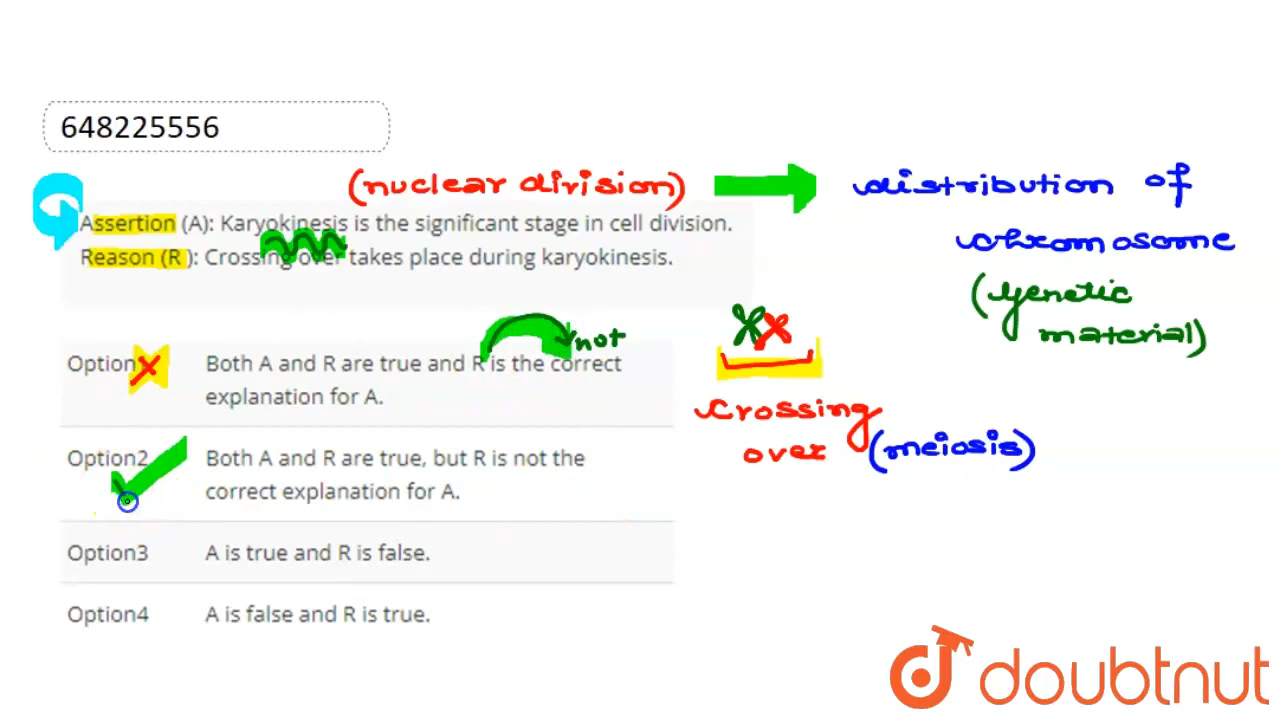 648225556
(nuclear division)
distribution of
chromosome
(genetic
material)
Assertion (A): Karyokinesis is the significant stage in cell division.
Reason (R ): Crossing over takes place during karyokinesis.
not
Option
Both A and R are true and R is the correct
explanation for A.
crossing
over (meiosis)
Option2 Both A and R are true, but R is not the
correct explanation for A.
Option3 A is true and R is false.
Option4 A is false and R is true.
doubtnut